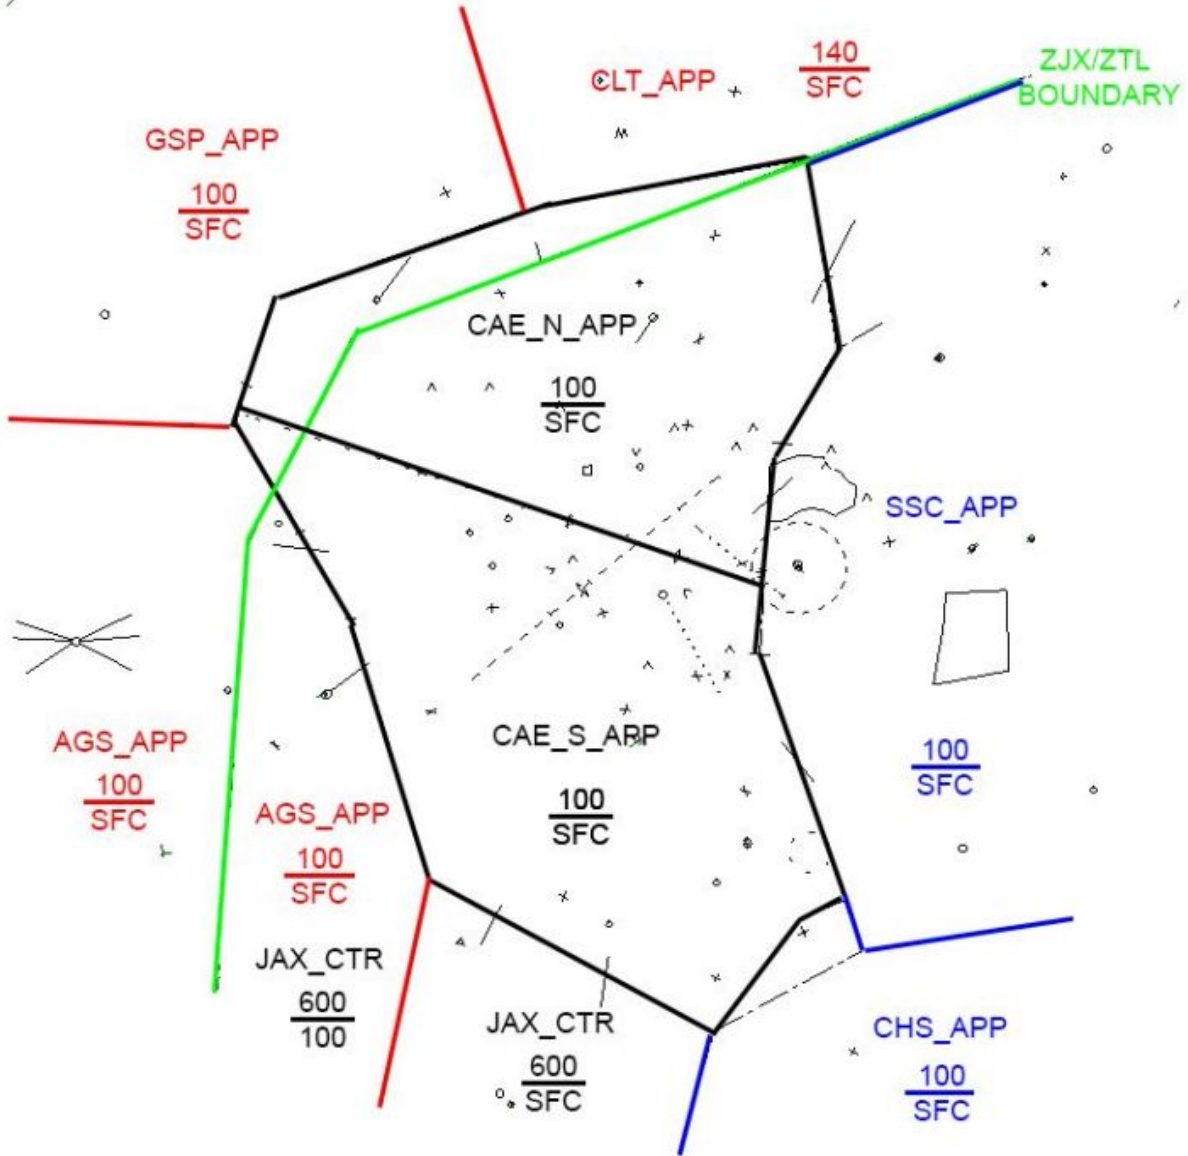 CLT_APP
140
SFC
ZJX/ZTL
BOUNDARY
GSP_APP
100
SFC
CAE_N_APP
100
SFC
SSC_APP
100
SFC
CAE_S_APP
100
SFC
AGS_APP
100
SFC
AGS_APP
100
SFC
JAX_CTR
600
100
JAX_CTR
600
SFC
CHS_APP
100
SFC